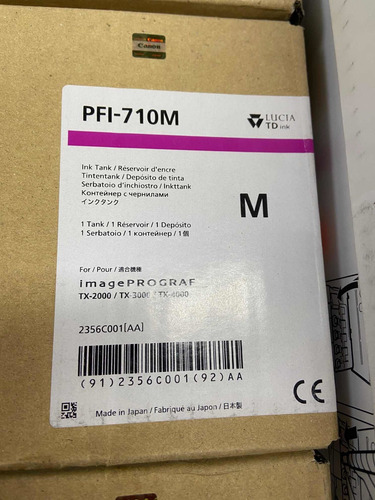 Canon
PFI-710M
LUCIA
TD ink
Ink Tank / Réservoir d'encre
Tintentank / Depósito de tinta
Serbatoio d'inchiostro / Inkttank
Контейнер с чернилами
インクタンク
M
1 Tank / 1 Réservoir / 1 Depósito
1 Serbatoio / 1 контейнер / 1個
For / Pour / 適合機種
imagePROGRAF
TX-2000 / TX-3000 / TX-4000
2356C001[AA]
(91)2356C001(92)AA
CE
Made in Japan / Fabriqué au Japon / 日本製